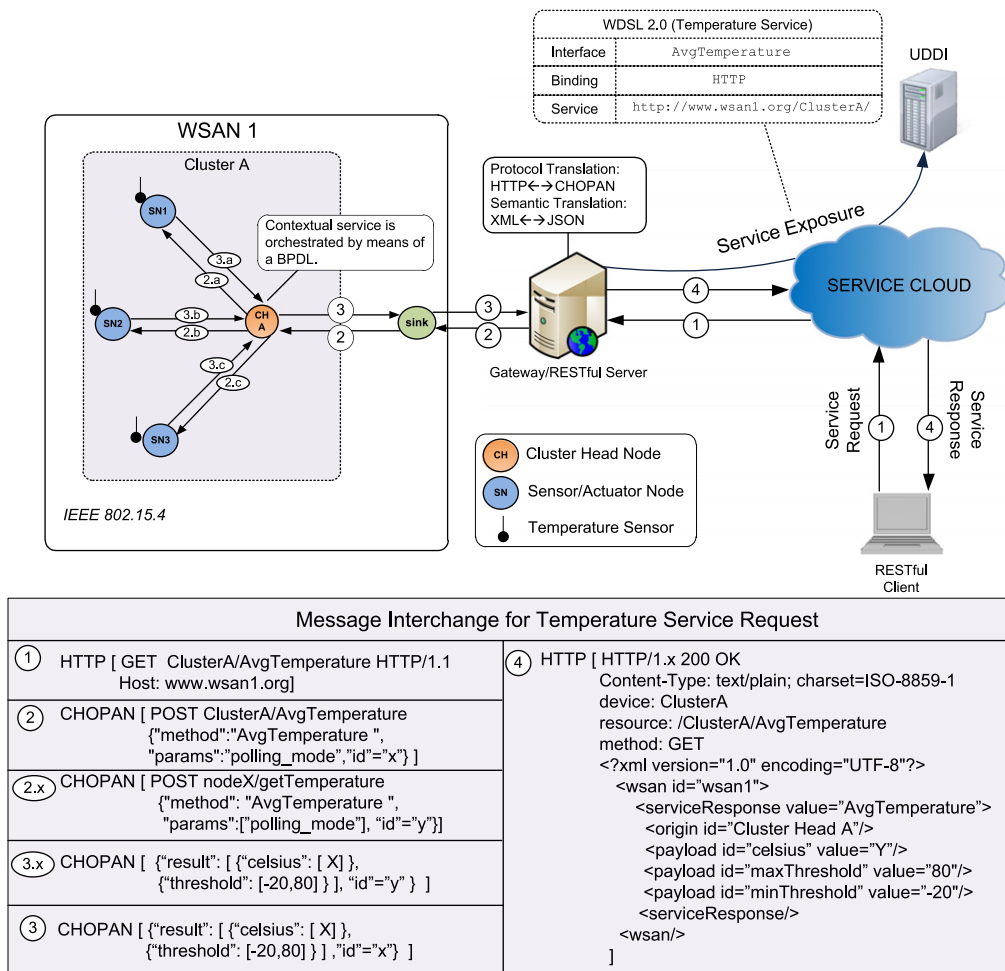 WDSL 2.0 (Temperature Service)
Interface AvgTemperature
Binding HTTP
Service http://www.wsan1.org/ClusterA/
UDDI
WSAN 1
Cluster A
SN1
Contextual service is
orchestrated by means of
a BPDL.
3.a
2.a
SN2
3.b
2.b
CH
A
3
2
sink
3
2
3.c
2.c
SN3
IEEE 802.15.4
Protocol Translation:
HTTP←→CHOPAN
Semantic Translation:
XML←→JSON
Gateway/RESTful Server
Service Exposure
4
1
SERVICE CLOUD
Service
Request
1
4
Service
Response
RESTful
Client
CH Cluster Head Node
SN Sensor/Actuator Node
Temperature Sensor
Message Interchange for Temperature Service Request
1 HTTP [ GET ClusterA/AvgTemperature HTTP/1.1
Host: www.wsan1.org]
2 CHOPAN [ POST ClusterA/AvgTemperature
{"method":"AvgTemperature ",
"params":"polling_mode”,“id”=”x”} ]
2.x CHOPAN [ POST nodeX/getTemperature
{"method": "AvgTemperature ",
"params":[”polling_mode”], “id”=”y”}]
3.x CHOPAN [ {“result”: [ {“celsius”: [ X] },
{“threshold”: [-20,80] } ], “id”=”y” } ]
3 CHOPAN [ {“result”: [ {“celsius”: [ X] },
{“threshold”: [-20,80] } ] ,”id”=”x”} ]
4 HTTP [ HTTP/1.x 200 OK
Content-Type: text/plain; charset=ISO-8859-1
device: ClusterA
resource: /ClusterA/AvgTemperature
method: GET
<?xml version="1.0" encoding="UTF-8"?>
<wsan id=”wsan1”>
<serviceResponse value=”AvgTemperature”>
<origin id=”Cluster Head A”/>
<payload id=”celsius” value=”Y”/>
<payload id=”maxThreshold” value=”80”/>
<payload id=”minThreshold” value=”-20”/>
<serviceResponse/>
<wsan/>
]